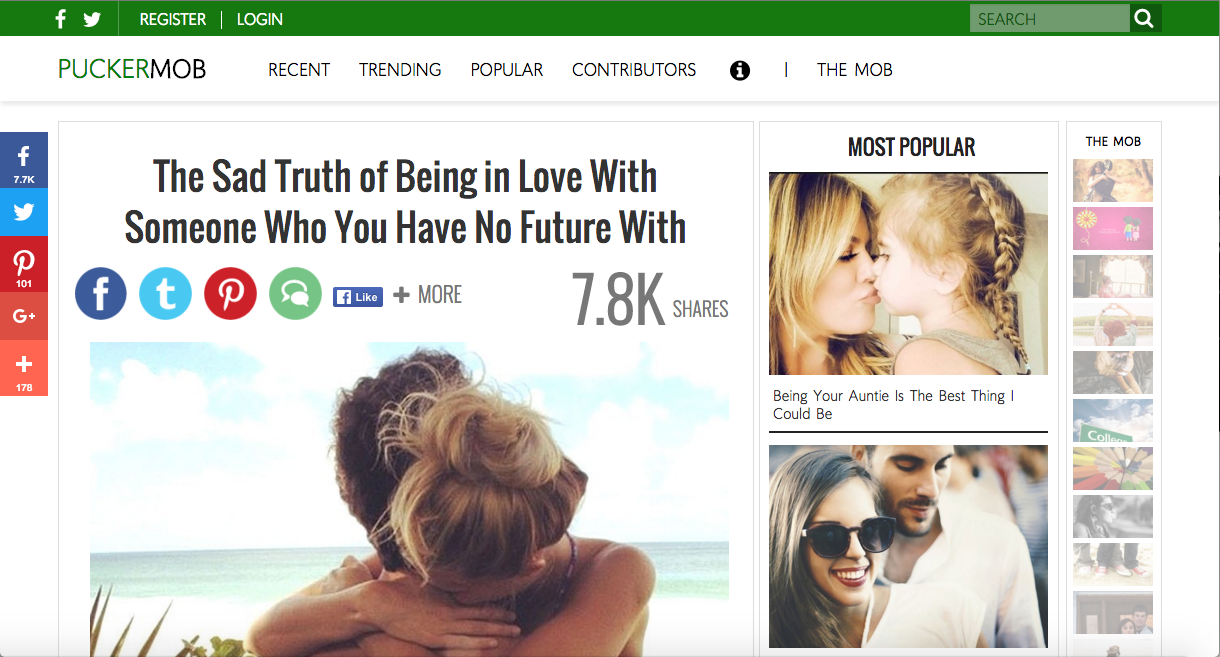 REGISTER | LOGIN
SEARCH
PUCKERMOB
RECENT TRENDING POPULAR CONTRIBUTORS | THE MOB
7.7K
101
G+
178
The Sad Truth of Being in Love With
Someone Who You Have No Future With
Like
+ MORE
7.8K SHARES
MOST POPULAR
Being Your Auntie Is The Best Thing I
Could Be
THE MOB
College